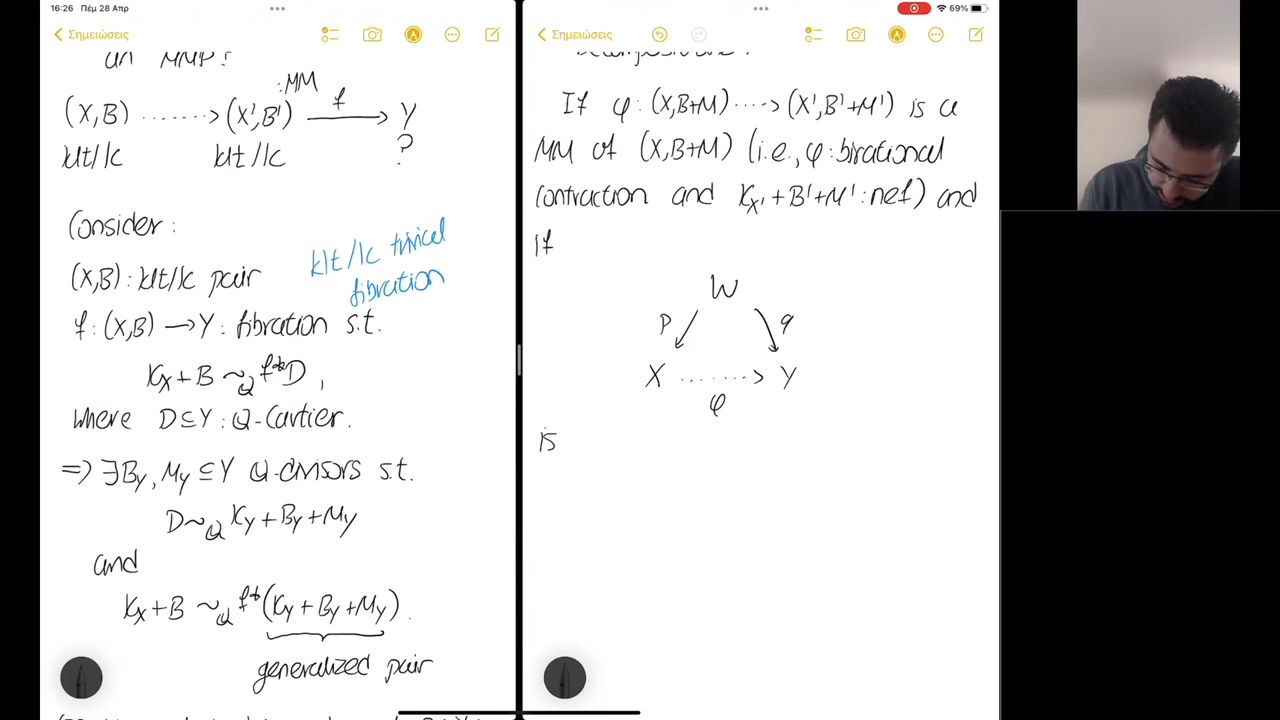 16:26 Πέμ 28 Απρ
Σημειώσεις
an MMP?
:MM
(X,B) ⇢ (X',B') →^f Y
klt/lc klt/lc ?
Consider:
klt/lc trivial
fibration
(X,B): klt/lc pair
f: (X,B) → Y: fibration s.t.
K_X + B ~_Q f*D,
where D ⊆ Y: Q-Cartier.
⇒ ∃ B_Y, M_Y ⊆ Y Q-divisors s.t.
D ~_Q K_Y + B_Y + M_Y
and
K_X + B ~_Q f*(K_Y + B_Y + M_Y).
generalized pair
69%
Σημειώσεις
If φ: (X,B+M) ⇢ (X',B'+M') is a
MM of (X,B+M) (i.e., φ: birational
contraction and K_X' + B' + M': nef) and
if
W
p q
X ⇢ Y
φ
is